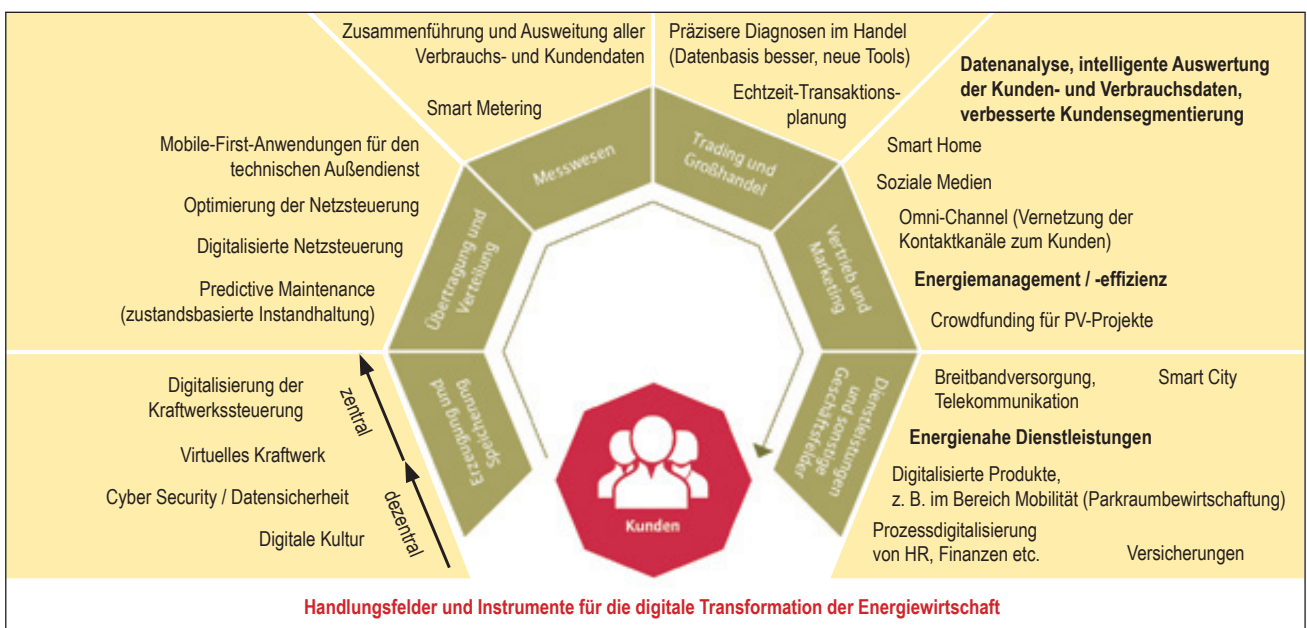 Zusammenführung und Ausweitung aller
Verbrauchs- und Kundendaten
Smart Metering
Präzisere Diagnosen im Handel
(Datenbasis besser, neue Tools)
Echtzeit-Transaktions-
planung
Datenanalyse, intelligente Auswertung
der Kunden- und Verbrauchsdaten,
verbesserte Kundensegmentierung
Smart Home
Soziale Medien
Omni-Channel (Vernetzung der
Kontaktkanäle zum Kunden)
Energiemanagement / -effizienz
Crowdfunding für PV-Projekte
Mobile-First-Anwendungen für den
technischen Außendienst
Optimierung der Netzsteuerung
Digitalisierte Netzsteuerung
Predictive Maintenance
(zustandsbasierte Instandhaltung)
Digitalisierung der
Kraftwerkssteuerung
Virtuelles Kraftwerk
Cyber Security / Datensicherheit
Digitale Kultur
zentral
dezentral
Erzeugung und
Speicherung
Übertragung und
Verteilung
Messwesen
Trading und
Großhandel
Vertrieb und
Marketing
Dienstleistungen
und sonstige
Geschäftsfelder
Kunden
Breitbandversorgung,
Telekommunikation
Smart City
Energienahe Dienstleistungen
Digitalisierte Produkte,
z. B. im Bereich Mobilität (Parkraumbewirtschaftung)
Prozessdigitalisierung
von HR, Finanzen etc.
Versicherungen
Handlungsfelder und Instrumente für die digitale Transformation der Energiewirtschaft